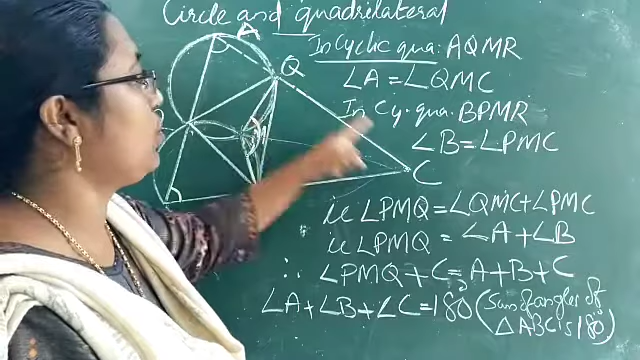 Circle and quadrilateral
A
In Cyclic qua: AQMR
Q
∠A = ∠QMC
In Cy. qua. BPMR
∠B = ∠PMC
C
ie ∠PMQ = ∠QMC + ∠PMC
ie ∠PMQ = ∠A + ∠B
∴ ∠PMQ + C = A + B + C
∠A + ∠B + ∠C = 180° (Sum of angles of
△ABC is 180°)